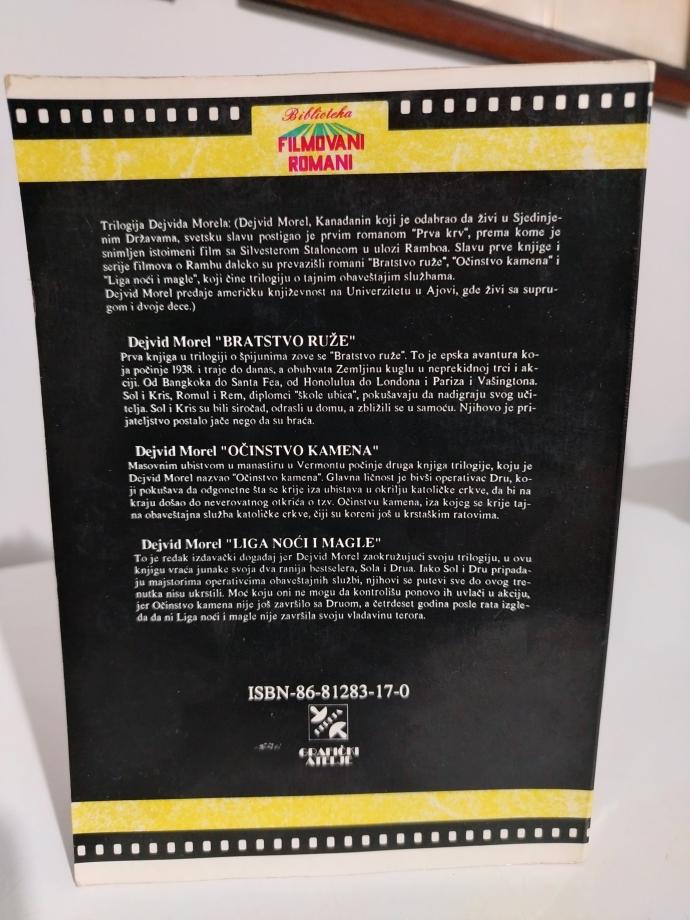 Biblioteka
FILMOVANI
ROMANI
Trilogija Dejvida Morela: (Dejvid Morel, Kanadanin koji je odabrao da živi u Sjedinje-
nim Državama, svetsku slavu postigao je prvim romanom "Prva krv", prema kome je
snimljen istoimeni film sa Silvesterom Staloneom u ulozi Ramboa. Slavu prve knjige i
serije filmova o Rambu daleko su prevazišli romani "Bratstvo ruže", "Očinstvo kamena" i
"Liga noći i magle", koji čine trilogiju o tajnim obaveštajim službama.
Dejvid Morel predaje američku književnost na Univerzitetu u Ajovi, gde živi sa supru-
gom i dvoje dece.)
Dejvid Morel "BRATSTVO RUŽE"
Prva knjiga u trilogiji o špijunima zove se "Bratstvo ruže". To je epska avantura ko-
ja počinje 1938. i traje do danas, a obuhvata Zemljinu kuglu u neprekidnoj trci i ak-
ciji. Od Bangkoka do Santa Fea, od Honolulua do Londona i Pariza i Vašingtona.
Sol i Kris, Romul i Rem, diplomci "škole ubica", pokušavaju da nadigraju svog uči-
telja. Sol i Kris su bili siročad, odrasli u domu, a zbližili se u samoću. Njihovo je pri-
jateljstvo postalo jače nego da su braća.
Dejvid Morel "OČINSTVO KAMENA"
Masovnim ubistvom u manastiru u Vermontu počinje druga knjiga trilogije, koju je
Dejvid Morel nazvao "Očinstvo kamena". Glavna ličnost je bivši operativac Dru, ko-
ji pokušava da odgonetne šta se krije iza ubistava u okrilju katoličke crkve, da bi na
kraju došao do neverovatnog otkrića o tzv. Očinstvu kamena, iza kojeg se krije taj-
na obaveštajna služba katoličke crkve, čiji su koreni još u krstaškim ratovima.
Dejvid Morel "LIGA NOĆI I MAGLE"
To je redak izdavački događaj jer Dejvid Morel zaokružujući svoju trilogiju, u ovu
knjigu vraća junake svoja dva ranija bestselera, Sola i Drua. Iako Sol i Dru pripada-
ju majstorima operativcima obaveštajnih službi, njihovi se putevi sve do ovog tre-
nutka nisu ukrstili. Moć koju oni ne mogu da kontrolišu ponovo ih uvlači u akciju,
jer Očinstvo kamena nije još završilo sa Druom, a četrdeset godina posle rata izgle-
da da ni Liga noći i magle nije završila svoju vladavinu terora.
ISBN-86-81283-17-0
GRAFIČKI
ATELJE